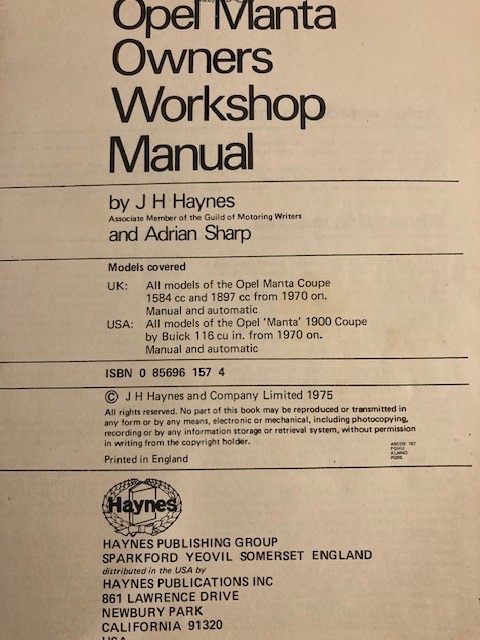 Opel Manta
Owners
Workshop
Manual
by J H Haynes
Associate Member of the Guild of Motoring Writers
and Adrian Sharp
Models covered
UK: All models of the Opel Manta Coupe
1584 cc and 1897 cc from 1970 on.
Manual and automatic
USA: All models of the Opel 'Manta' 1900 Coupe
by Buick 116 cu in. from 1970 on.
Manual and automatic
ISBN 0 85696 157 4
© J H Haynes and Company Limited 1975
All rights reserved. No part of this book may be reproduced or transmitted in
any form or by any means, electronic or mechanical, including photocopying,
recording or by any information storage or retrieval system, without permission
in writing from the copyright holder.
ABCDE 157
FGHIJ
KLMNO
PQRS
Printed in England
Haynes
HAYNES PUBLISHING GROUP
SPARKFORD YEOVIL SOMERSET ENGLAND
distributed in the USA by
HAYNES PUBLICATIONS INC
861 LAWRENCE DRIVE
NEWBURY PARK
CALIFORNIA 91320
USA